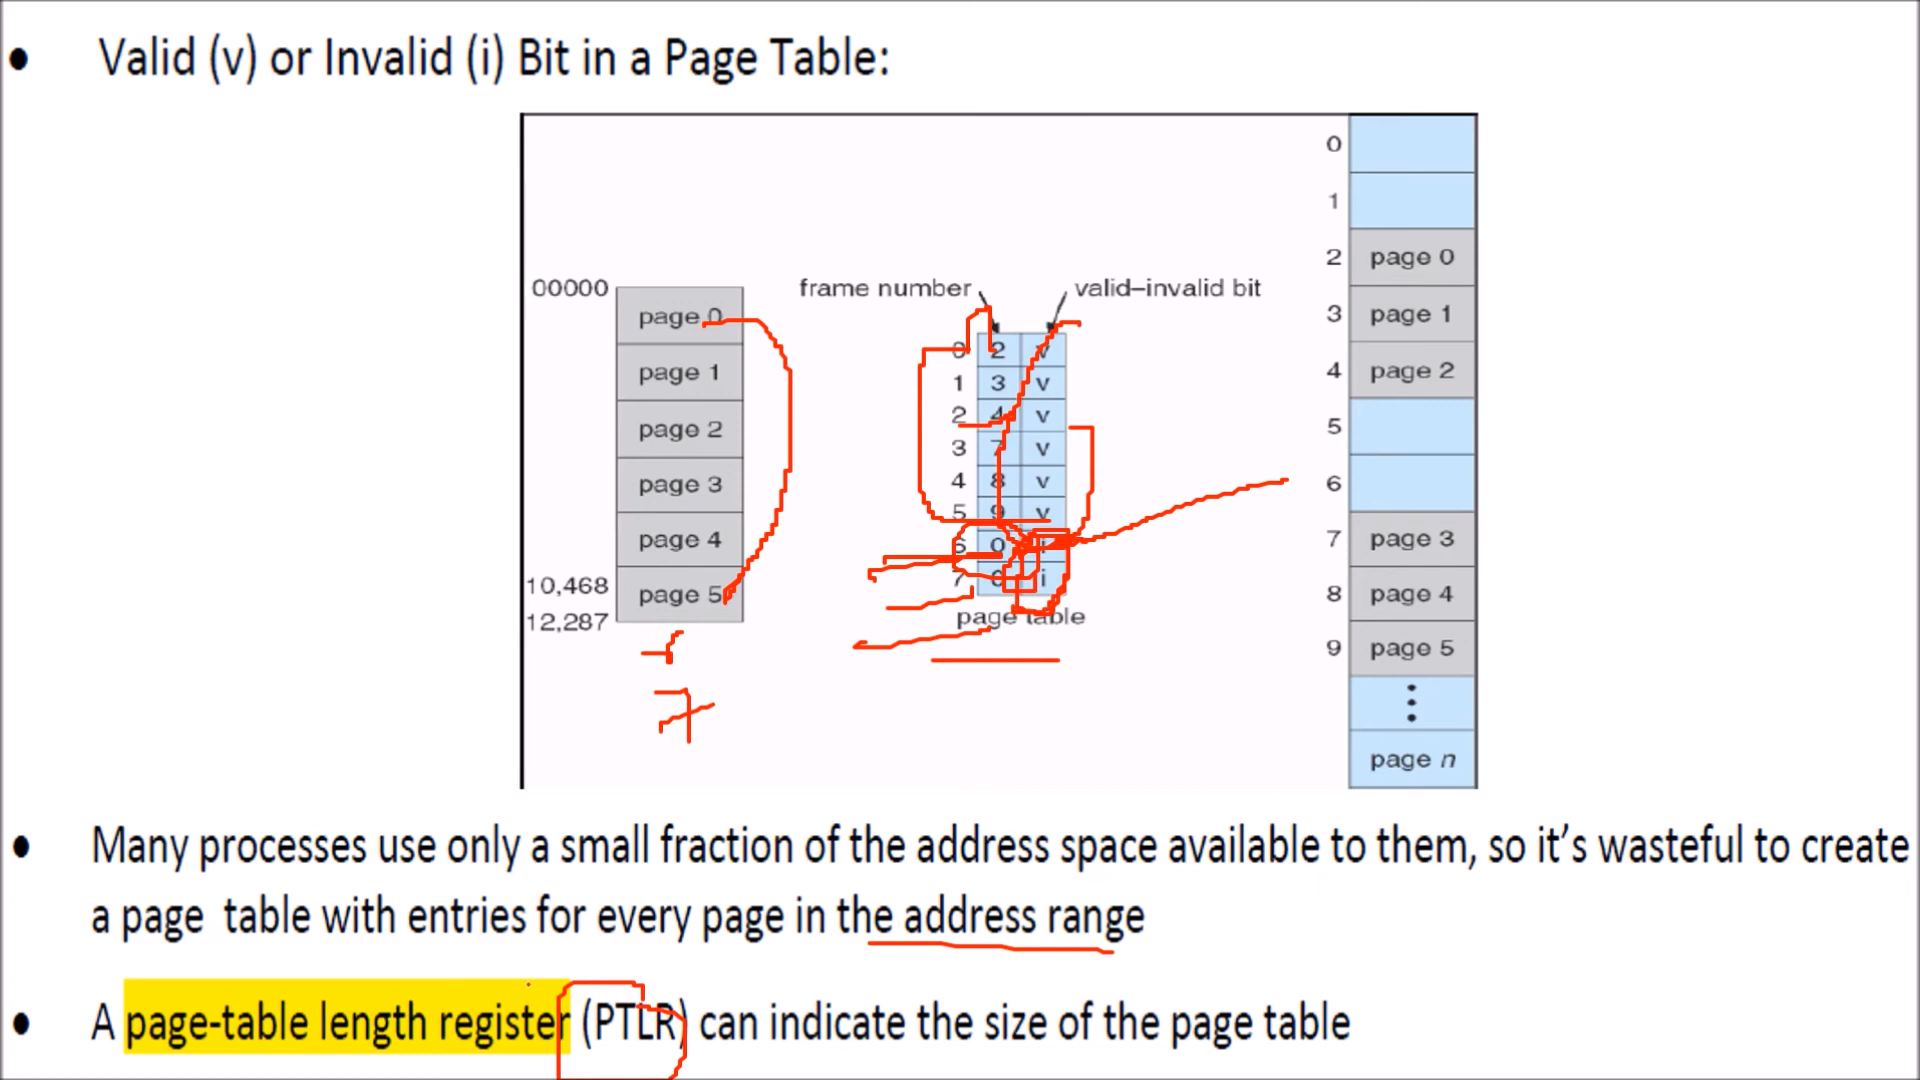 • Valid (v) or Invalid (i) Bit in a Page Table:
00000
page 0
page 1
page 2
page 3
page 4
10,468
page 5
12,287
frame number
valid–invalid bit
0 2 v
1 3 v
2 4 v
3 7 v
4 8 v
5 9 v
6 0 i
7 0 i
page table
0
1
2 page 0
3 page 1
4 page 2
5
6
7 page 3
8 page 4
9 page 5
page n
7
• Many processes use only a small fraction of the address space available to them, so it’s wasteful to create
a page table with entries for every page in the address range
• A page-table length register (PTLR) can indicate the size of the page table